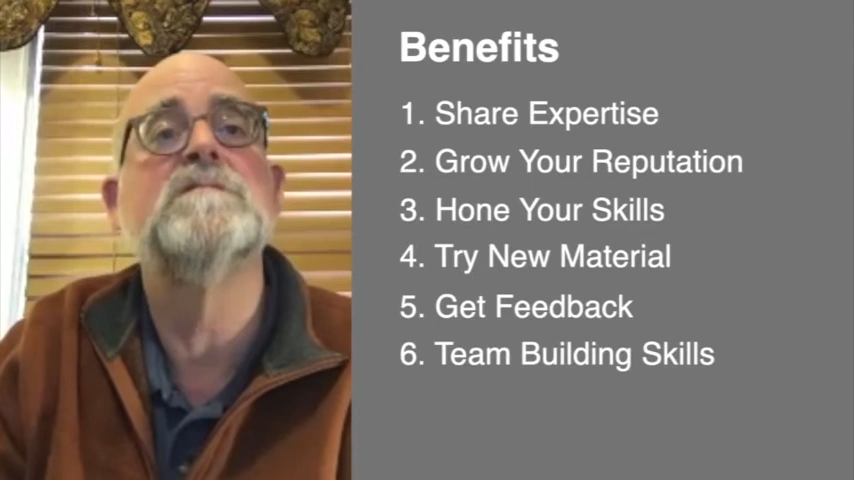 Benefits
1. Share Expertise
2. Grow Your Reputation
3. Hone Your Skills
4. Try New Material
5. Get Feedback
6. Team Building Skills